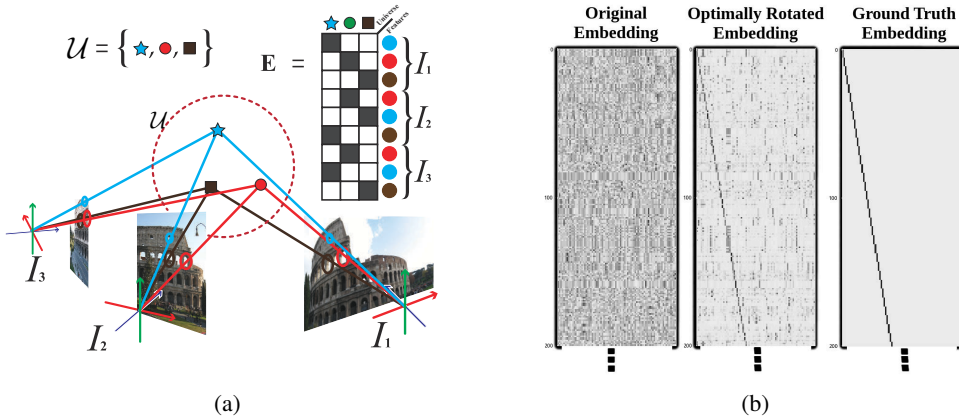 𝒰 = { , , }
E =
Universe
Features
I₁
I₂
I₃
𝒰
I₃
I₂
I₁
(a)
Original
Embedding
Optimally Rotated
Embedding
Ground Truth
Embedding
0
100
200
0
100
200
0
100
200
(b)